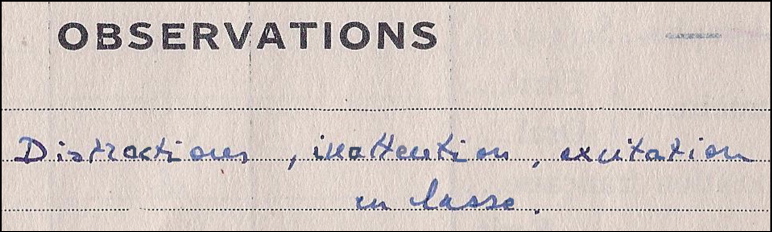 OBSERVATIONS
Distractions, inattention, excitation
en classe.